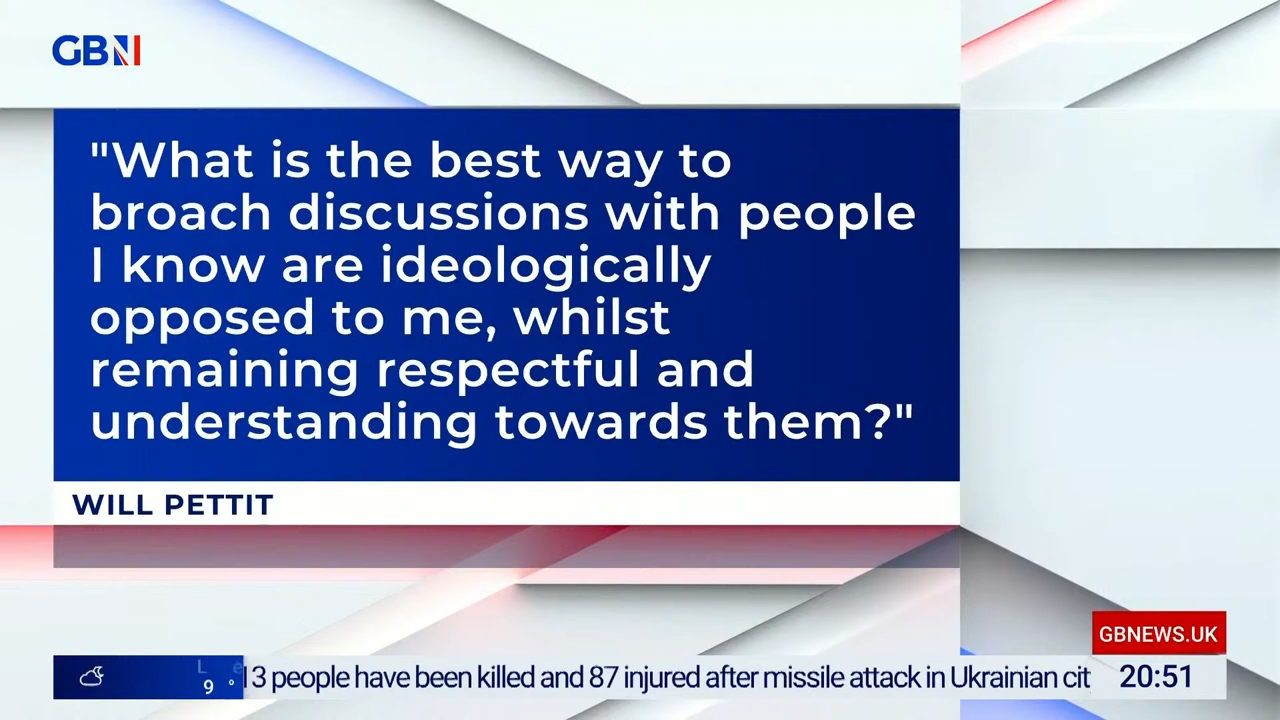 GBN
"What is the best way to
broach discussions with people
I know are ideologically
opposed to me, whilst
remaining respectful and
understanding towards them?"
WILL PETTIT
GBNEWS.UK
9°
3 people have been killed and 87 injured after missile attack in Ukrainian cit
20:51